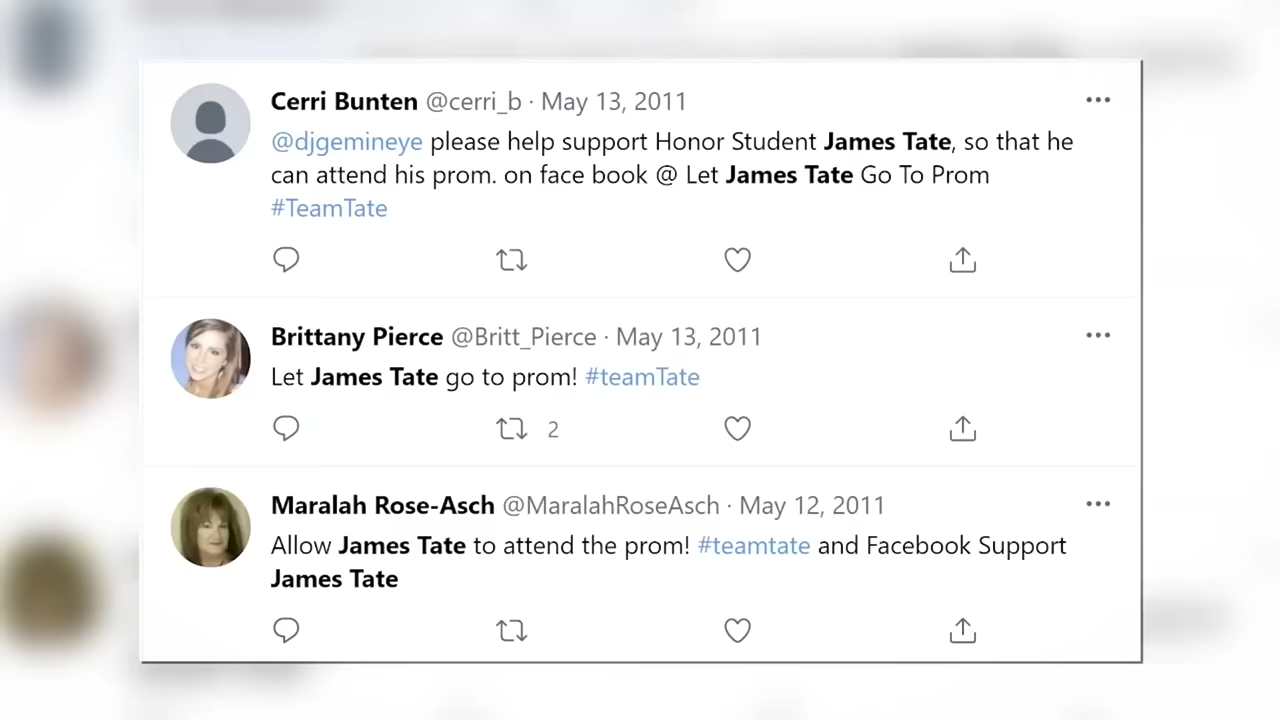 Cerri Bunten @cerri_b · May 13, 2011
@djgemineye please help support Honor Student James Tate, so that he
can attend his prom. on face book @ Let James Tate Go To Prom
#TeamTate
Brittany Pierce @Britt_Pierce · May 13, 2011
Let James Tate go to prom! #teamTate
2
Maralah Rose-Asch @MaralahRoseAsch · May 12, 2011
Allow James Tate to attend the prom! #teamtate and Facebook Support
James Tate